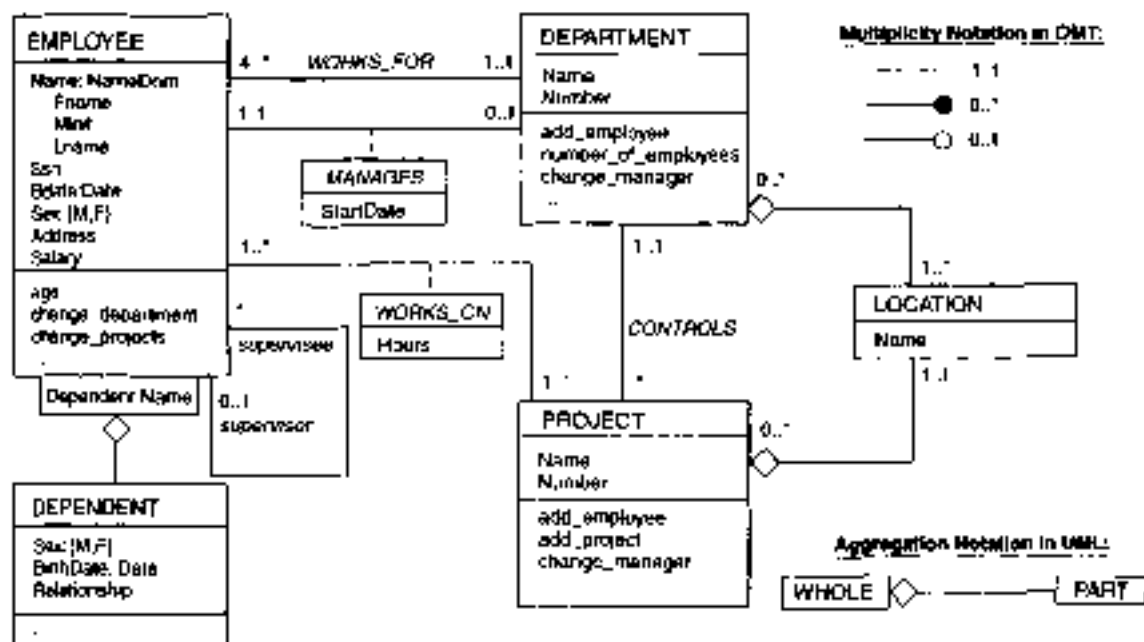 EMPLOYEE
Name: NameDom
Fname
Minit
Lname
Ssn
Bdate: Date
Sex: {M,F}
Address
Salary
age
change_department
change_projects
Dependent Name
DEPENDENT
Sex: {M,F}
BirthDate: Date
Relationship
4..*
WORKS_FOR
1..1
1..1
0..1
MANAGES
StartDate
1..*
WORKS_ON
Hours
1..*
*
supervisee
0..1
supervisor
DEPARTMENT
Name
Number
add_employee
number_of_employees
change_manager
..
0..*
1..1
CONTROLS
*
PROJECT
Name
Number
add_employee
add_project
change_manager
0..*
1..*
LOCATION
Name
1..1
Multiplicity Notation in OMT:
1..1
0..*
0..1
Aggregation Notation in UML:
WHOLE
PART